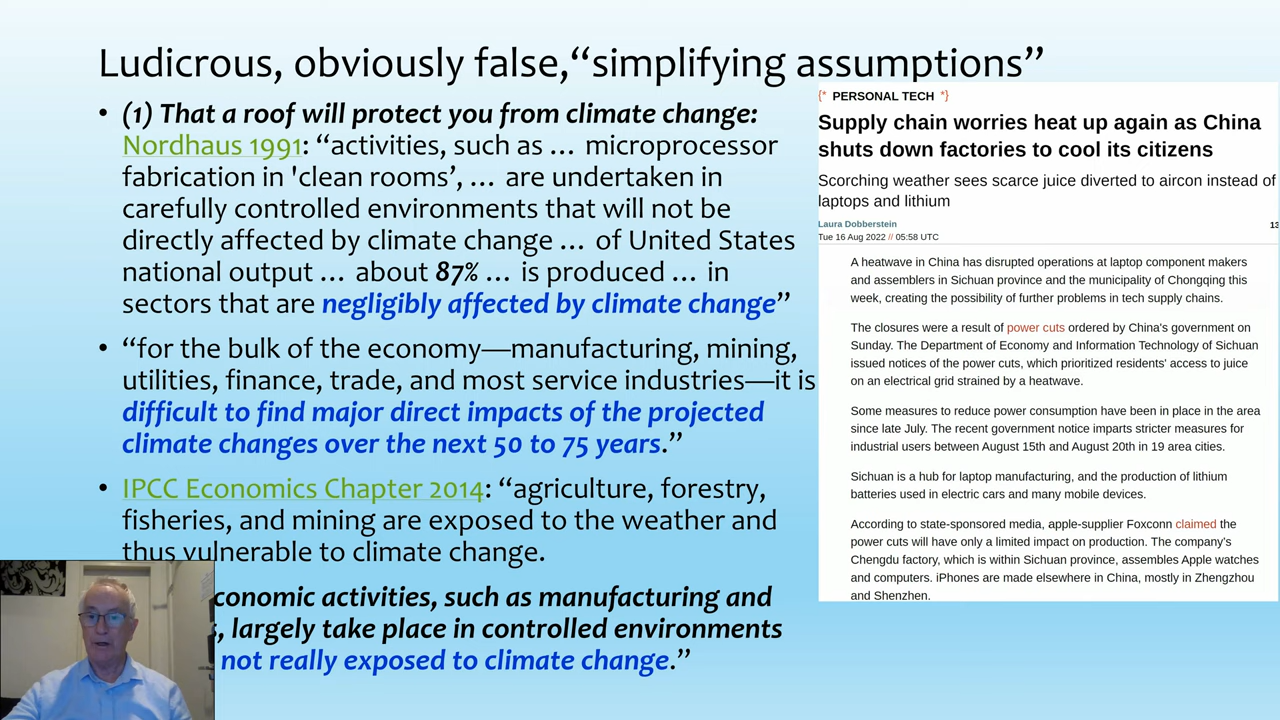 Ludicrous, obviously false,“simplifying assumptions”
• (1) That a roof will protect you from climate change:
Nordhaus 1991: “activities, such as … microprocessor
fabrication in 'clean rooms’, … are undertaken in
carefully controlled environments that will not be
directly affected by climate change … of United States
national output … about 87% … is produced … in
sectors that are negligibly affected by climate change”
• “for the bulk of the economy—manufacturing, mining,
utilities, finance, trade, and most service industries—it is
difficult to find major direct impacts of the projected
climate changes over the next 50 to 75 years.”
• IPCC Economics Chapter 2014: “agriculture, forestry,
fisheries, and mining are exposed to the weather and
thus vulnerable to climate change.
conomic activities, such as manufacturing and
, largely take place in controlled environments
not really exposed to climate change.”
{* PERSONAL TECH *}
Supply chain worries heat up again as China
shuts down factories to cool its citizens
Scorching weather sees scarce juice diverted to aircon instead of
laptops and lithium
Laura Dobberstein
13
Tue 16 Aug 2022 // 05:58 UTC
A heatwave in China has disrupted operations at laptop component makers
and assemblers in Sichuan province and the municipality of Chongqing this
week, creating the possibility of further problems in tech supply chains.
The closures were a result of power cuts ordered by China's government on
Sunday. The Department of Economy and Information Technology of Sichuan
issued notices of the power cuts, which prioritized residents' access to juice
on an electrical grid strained by a heatwave.
Some measures to reduce power consumption have been in place in the area
since late July. The recent government notice imparts stricter measures for
industrial users between August 15th and August 20th in 19 area cities.
Sichuan is a hub for laptop manufacturing, and the production of lithium
batteries used in electric cars and many mobile devices.
According to state-sponsored media, apple-supplier Foxconn claimed the
power cuts will have only a limited impact on production. The company's
Chengdu factory, which is within Sichuan province, assembles Apple watches
and computers. iPhones are made elsewhere in China, mostly in Zhengzhou
and Shenzhen.